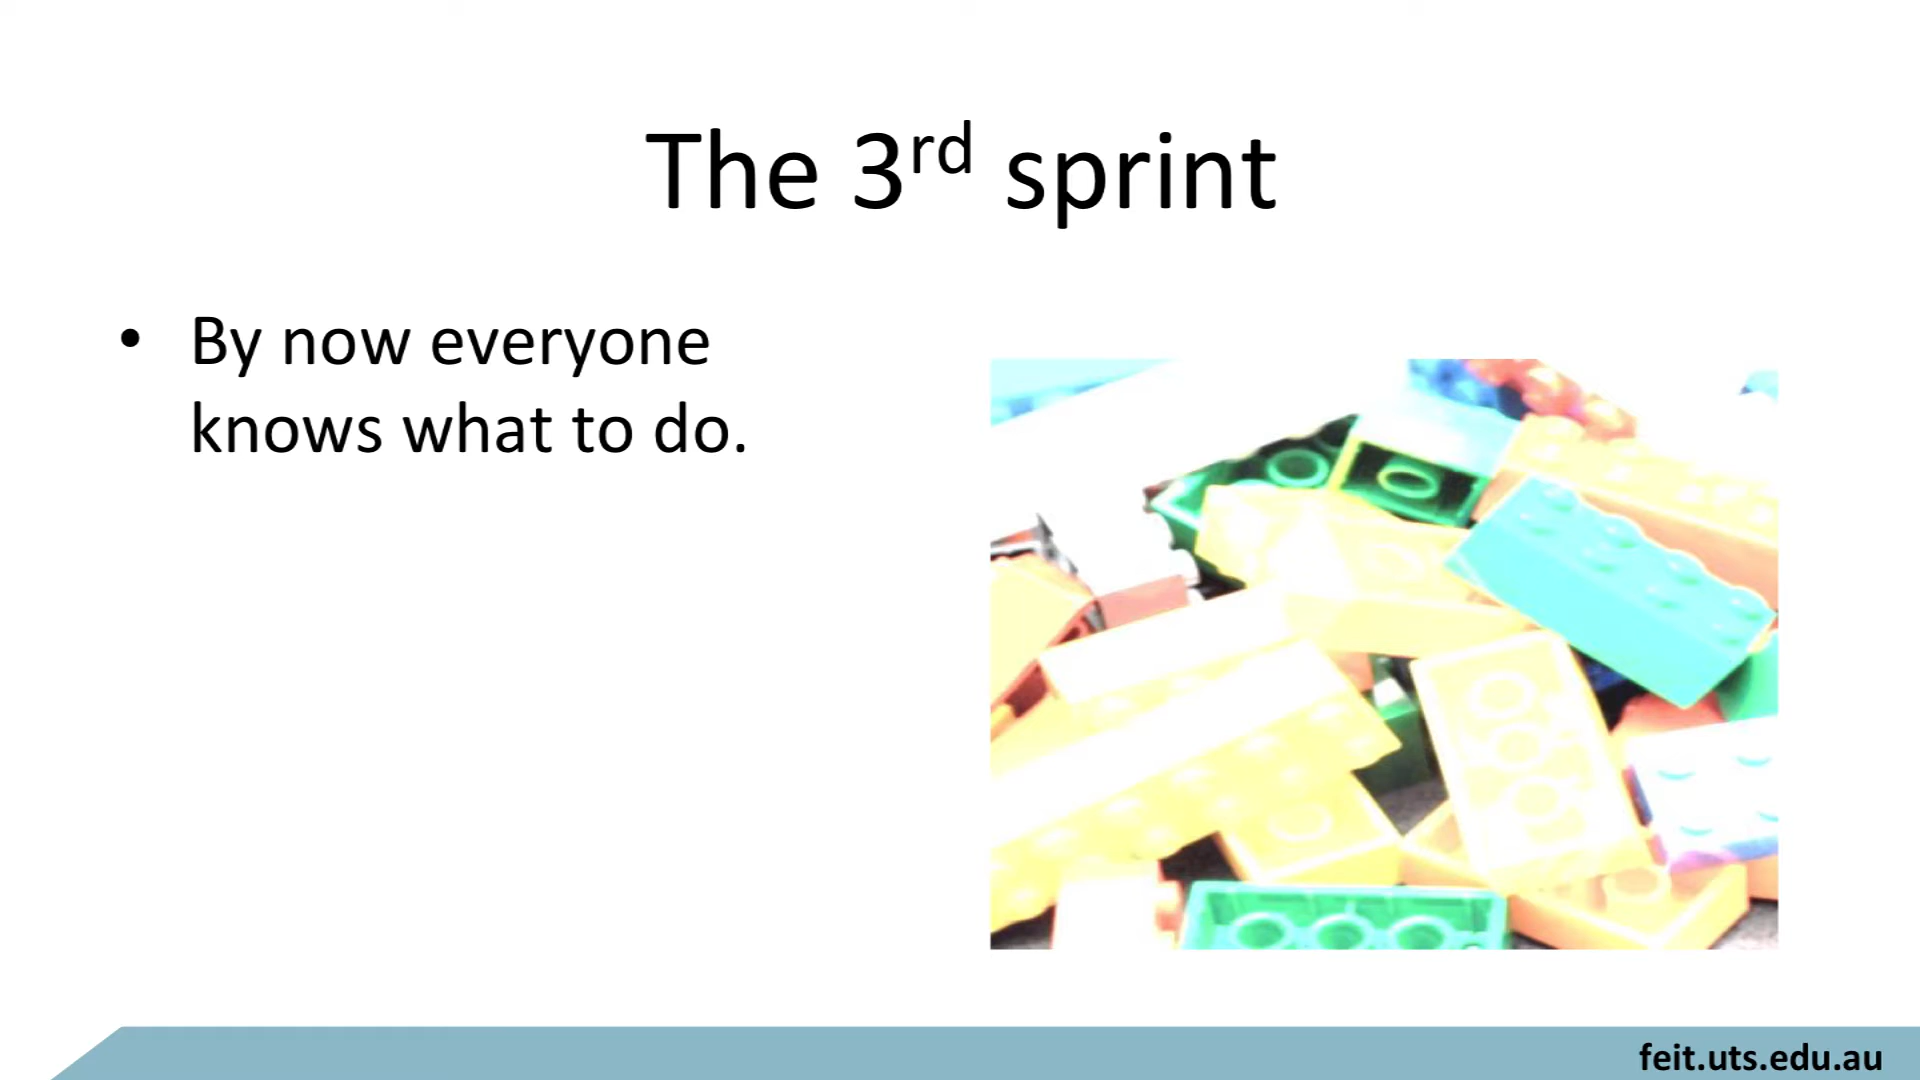 The 3rd sprint
• By now everyone
knows what to do.
feit.uts.edu.au